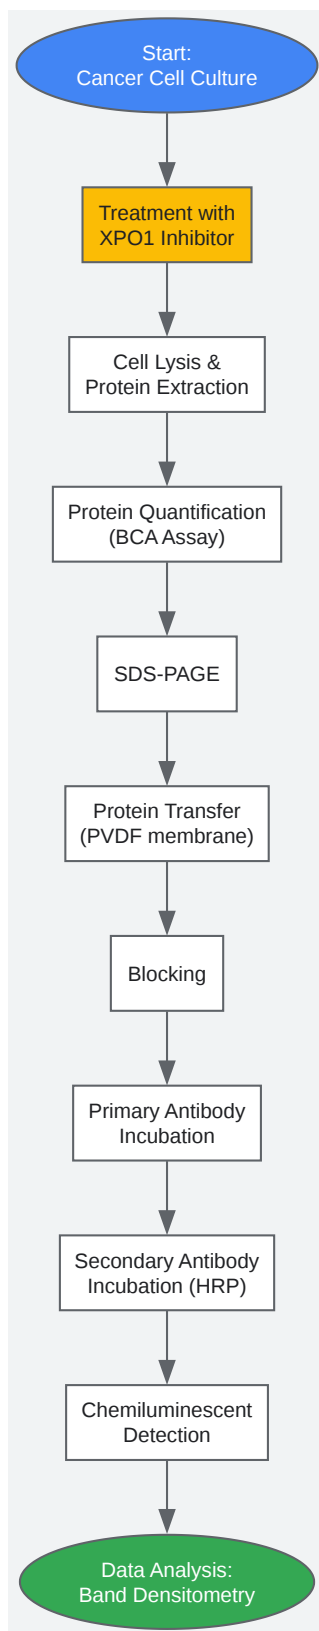 Start:
Cancer Cell Culture
Treatment with
XPO1 Inhibitor
Cell Lysis &
Protein Extraction
Protein Quantification
(BCA Assay)
SDS-PAGE
Protein Transfer
(PVDF membrane)
Blocking
Primary Antibody
Incubation
Secondary Antibody
Incubation (HRP)
Chemiluminescent
Detection
Data Analysis:
Band Densitometry